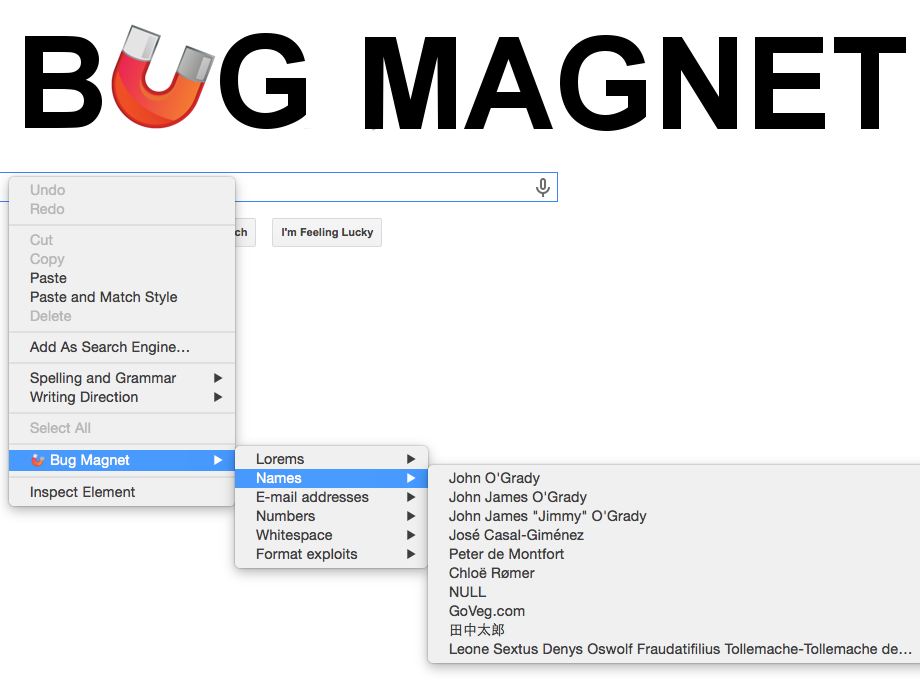 BUG MAGNET
ch
I'm Feeling Lucky
Undo
Redo
Cut
Copy
Paste
Paste and Match Style
Delete
Add As Search Engine…
Spelling and Grammar
Writing Direction
Select All
Bug Magnet
Inspect Element
Lorems
Names
E-mail addresses
Numbers
Whitespace
Format exploits
John O'Grady
John James O'Grady
John James "Jimmy" O'Grady
José Casal-Giménez
Peter de Montfort
Chloë Rømer
NULL
GoVeg.com
田中太郎
Leone Sextus Denys Oswolf Fraudatifilius Tollemache-Tollemache de…